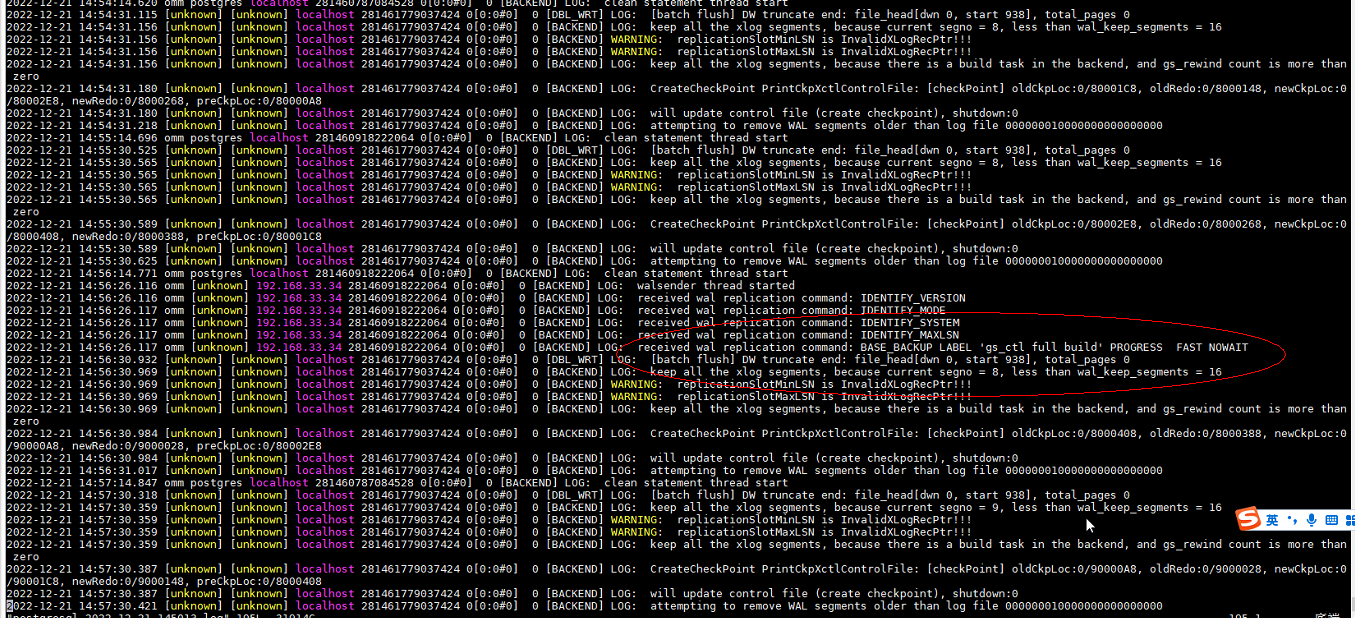 2022-12-21 14:54:14.620 omm postgres localhost 281460787084528 0[0:0#0]  0 [BACKEND] LOG:  clean statement thread start
2022-12-21 14:54:31.115 [unknown] [unknown] localhost 281461779037424 0[0:0#0]  0 [DBL_WRT] LOG:  [batch flush] DW truncate end: file_head[dwn 0, start 938], total_pages 0
2022-12-21 14:54:31.156 [unknown] [unknown] localhost 281461779037424 0[0:0#0]  0 [BACKEND] LOG:  keep all the xlog segments, because current segno = 8, less than wal_keep_segments = 16
2022-12-21 14:54:31.156 [unknown] [unknown] localhost 281461779037424 0[0:0#0]  0 [BACKEND] WARNING:  replicationSlotMinLSN is InvalidXLogRecPtr!!!
2022-12-21 14:54:31.156 [unknown] [unknown] localhost 281461779037424 0[0:0#0]  0 [BACKEND] WARNING:  replicationSlotMaxLSN is InvalidXLogRecPtr!!!
2022-12-21 14:54:31.156 [unknown] [unknown] localhost 281461779037424 0[0:0#0]  0 [BACKEND] LOG:  keep all the xlog segments, because there is a build task in the backend, and gs_rewind count is more than
zero
2022-12-21 14:54:31.180 [unknown] [unknown] localhost 281461779037424 0[0:0#0]  0 [BACKEND] LOG:  CreateCheckPoint PrintCkpXctlControlFile: [checkPoint] oldCkpLoc:0/80001C8, oldRedo:0/8000148, newCkpLoc:0
/80002E8, newRedo:0/8000268, preCkpLoc:0/80000A8
2022-12-21 14:54:31.180 [unknown] [unknown] localhost 281461779037424 0[0:0#0]  0 [BACKEND] LOG:  will update control file (create checkpoint), shutdown:0
2022-12-21 14:54:31.218 [unknown] [unknown] localhost 281461779037424 0[0:0#0]  0 [BACKEND] LOG:  attempting to remove WAL segments older than log file 000000010000000000000000
2022-12-21 14:55:14.696 omm postgres localhost 281460918222064 0[0:0#0]  0 [BACKEND] LOG:  clean statement thread start
2022-12-21 14:55:30.525 [unknown] [unknown] localhost 281461779037424 0[0:0#0]  0 [DBL_WRT] LOG:  [batch flush] DW truncate end: file_head[dwn 0, start 938], total_pages 0
2022-12-21 14:55:30.565 [unknown] [unknown] localhost 281461779037424 0[0:0#0]  0 [BACKEND] LOG:  keep all the xlog segments, because current segno = 8, less than wal_keep_segments = 16
2022-12-21 14:55:30.565 [unknown] [unknown] localhost 281461779037424 0[0:0#0]  0 [BACKEND] WARNING:  replicationSlotMinLSN is InvalidXLogRecPtr!!!
2022-12-21 14:55:30.565 [unknown] [unknown] localhost 281461779037424 0[0:0#0]  0 [BACKEND] WARNING:  replicationSlotMaxLSN is InvalidXLogRecPtr!!!
2022-12-21 14:55:30.565 [unknown] [unknown] localhost 281461779037424 0[0:0#0]  0 [BACKEND] LOG:  keep all the xlog segments, because there is a build task in the backend, and gs_rewind count is more than
zero
2022-12-21 14:55:30.589 [unknown] [unknown] localhost 281461779037424 0[0:0#0]  0 [BACKEND] LOG:  CreateCheckPoint PrintCkpXctlControlFile: [checkPoint] oldCkpLoc:0/80002E8, oldRedo:0/8000268, newCkpLoc:0
/8000408, newRedo:0/8000388, preCkpLoc:0/80001C8
2022-12-21 14:55:30.589 [unknown] [unknown] localhost 281461779037424 0[0:0#0]  0 [BACKEND] LOG:  will update control file (create checkpoint), shutdown:0
2022-12-21 14:55:30.625 [unknown] [unknown] localhost 281461779037424 0[0:0#0]  0 [BACKEND] LOG:  attempting to remove WAL segments older than log file 000000010000000000000000
2022-12-21 14:56:14.771 omm postgres localhost 281460918222064 0[0:0#0]  0 [BACKEND] LOG:  clean statement thread start
2022-12-21 14:56:26.116 omm [unknown] 192.168.33.34 281460918222064 0[0:0#0]  0 [BACKEND] LOG:  walsender thread started
2022-12-21 14:56:26.116 omm [unknown] 192.168.33.34 281460918222064 0[0:0#0]  0 [BACKEND] LOG:  received wal replication command: IDENTIFY_VERSION
2022-12-21 14:56:26.117 omm [unknown] 192.168.33.34 281460918222064 0[0:0#0]  0 [BACKEND] LOG:  received wal replication command: IDENTIFY_MODE
2022-12-21 14:56:26.117 omm [unknown] 192.168.33.34 281460918222064 0[0:0#0]  0 [BACKEND] LOG:  received wal replication command: IDENTIFY_SYSTEM
2022-12-21 14:56:26.117 omm [unknown] 192.168.33.34 281460918222064 0[0:0#0]  0 [BACKEND] LOG:  received wal replication command: IDENTIFY_MAXLSN
2022-12-21 14:56:26.117 omm [unknown] 192.168.33.34 281460918222064 0[0:0#0]  0 [BACKEND] LOG:  received wal replication command: BASE_BACKUP LABEL 'gs_ctl full build' PROGRESS  FAST NOWAIT
2022-12-21 14:56:30.932 [unknown] [unknown] localhost 281461779037424 0[0:0#0]  0 [DBL_WRT] LOG:  [batch flush] DW truncate end: file_head[dwn 0, start 938], total_pages 0
2022-12-21 14:56:30.969 [unknown] [unknown] localhost 281461779037424 0[0:0#0]  0 [BACKEND] LOG:  keep all the xlog segments, because current segno = 8, less than wal_keep_segments = 16
2022-12-21 14:56:30.969 [unknown] [unknown] localhost 281461779037424 0[0:0#0]  0 [BACKEND] WARNING:  replicationSlotMinLSN is InvalidXLogRecPtr!!!
2022-12-21 14:56:30.969 [unknown] [unknown] localhost 281461779037424 0[0:0#0]  0 [BACKEND] WARNING:  replicationSlotMaxLSN is InvalidXLogRecPtr!!!
2022-12-21 14:56:30.969 [unknown] [unknown] localhost 281461779037424 0[0:0#0]  0 [BACKEND] LOG:  keep all the xlog segments, because there is a build task in the backend, and gs_rewind count is more than
zero
2022-12-21 14:56:30.984 [unknown] [unknown] localhost 281461779037424 0[0:0#0]  0 [BACKEND] LOG:  CreateCheckPoint PrintCkpXctlControlFile: [checkPoint] oldCkpLoc:0/8000408, oldRedo:0/8000388, newCkpLoc:0
/90000A8, newRedo:0/9000028, preCkpLoc:0/80002E8
2022-12-21 14:56:30.984 [unknown] [unknown] localhost 281461779037424 0[0:0#0]  0 [BACKEND] LOG:  will update control file (create checkpoint), shutdown:0
2022-12-21 14:56:31.017 [unknown] [unknown] localhost 281461779037424 0[0:0#0]  0 [BACKEND] LOG:  attempting to remove WAL segments older than log file 000000010000000000000000
2022-12-21 14:57:14.847 omm postgres localhost 281460787084528 0[0:0#0]  0 [BACKEND] LOG:  clean statement thread start
2022-12-21 14:57:30.318 [unknown] [unknown] localhost 281461779037424 0[0:0#0]  0 [DBL_WRT] LOG:  [batch flush] DW truncate end: file_head[dwn 0, start 938], total_pages 0
2022-12-21 14:57:30.359 [unknown] [unknown] localhost 281461779037424 0[0:0#0]  0 [BACKEND] LOG:  keep all the xlog segments, because current segno = 9, less than wal_keep_segments = 16
2022-12-21 14:57:30.359 [unknown] [unknown] localhost 281461779037424 0[0:0#0]  0 [BACKEND] WARNING:  replicationSlotMinLSN is InvalidXLogRecPtr!!!
2022-12-21 14:57:30.359 [unknown] [unknown] localhost 281461779037424 0[0:0#0]  0 [BACKEND] WARNING:  replicationSlotMaxLSN is InvalidXLogRecPtr!!!
2022-12-21 14:57:30.359 [unknown] [unknown] localhost 281461779037424 0[0:0#0]  0 [BACKEND] LOG:  keep all the xlog segments, because there is a build task in the backend, and gs_rewind count is more than
zero
2022-12-21 14:57:30.387 [unknown] [unknown] localhost 281461779037424 0[0:0#0]  0 [BACKEND] LOG:  CreateCheckPoint PrintCkpXctlControlFile: [checkPoint] oldCkpLoc:0/90000A8, oldRedo:0/9000028, newCkpLoc:0
/90001C8, newRedo:0/9000148, preCkpLoc:0/8000408
2022-12-21 14:57:30.387 [unknown] [unknown] localhost 281461779037424 0[0:0#0]  0 [BACKEND] LOG:  will update control file (create checkpoint), shutdown:0
2022-12-21 14:57:30.421 [unknown] [unknown] localhost 281461779037424 0[0:0#0]  0 [BACKEND] LOG:  attempting to remove WAL segments older than log file 000000010000000000000000
英